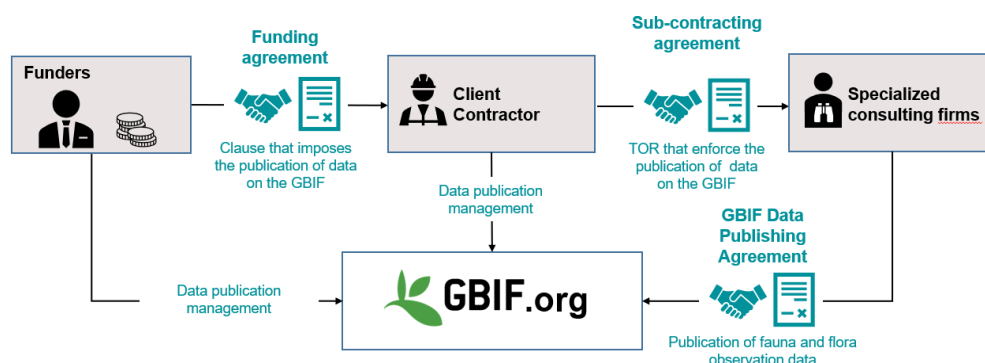 Funding
agreement
Sub-contracting
agreement
Funders
Client
Contractor
Specialized
consulting firms
Clause that imposes
the publication of data
on the GBIF
TOR that enforce the
publication of data
on the GBIF
Data publication
management
GBIF Data
Publishing
Agreement
Data publication
management
GBIF.org
Publication of fauna and flora
observation data